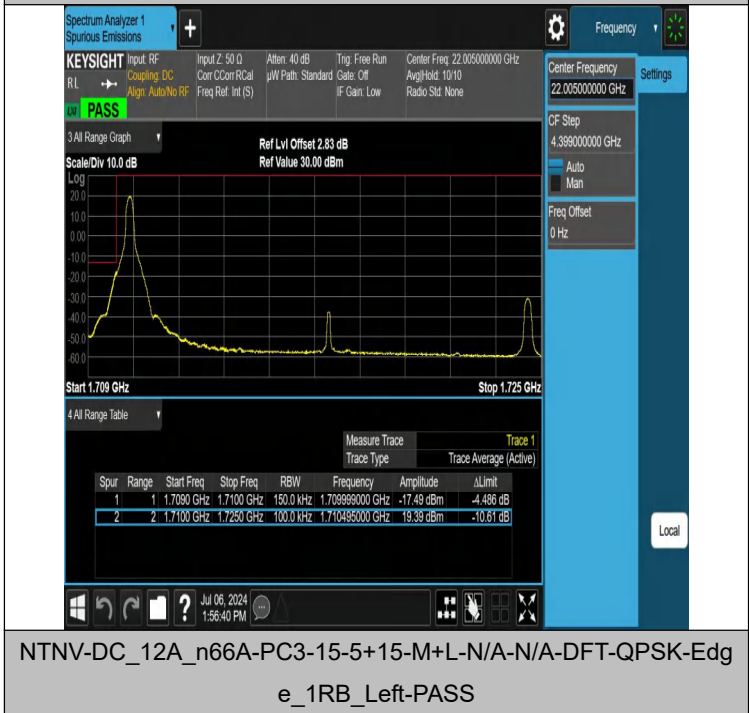 Spectrum Analyzer 1
Spurious Emissions
+
Frequency
KEYSIGHT
RL
PASS
Input: RF
Coupling: DC
Align: Auto/No RF
Input Z: 50 Ω
Corr CCorr RCal
Freq Ref: Int (S)
Atten: 40 dB
µW Path: Standard
Trig: Free Run
Gate: Off
IF Gain: Low
Center Freq: 22.005000000 GHz
Avg|Hold: 10/10
Radio Std: None
Center Frequency
22.005000000 GHz
Settings
CF Step
4.399000000 GHz
Auto
Man
Freq Offset
0 Hz
3 All Range Graph
Scale/Div 10.0 dB
Ref Lvl Offset 2.83 dB
Ref Value 30.00 dBm
Log
20.0
10.0
0.00
-10.0
-20.0
-30.0
-40.0
-50.0
-60.0
Start 1.709 GHz Stop 1.725 GHz
4 All Range Table
Measure Trace Trace 1
Trace Type Trace Average (Active)
Spur Range Start Freq Stop Freq RBW Frequency Amplitude ΔLimit
1 1 1.7090 GHz 1.7100 GHz 150.0 kHz 1.709999000 GHz -17.49 dBm -4.486 dB
2 2 1.7100 GHz 1.7250 GHz 100.0 kHz 1.710495000 GHz 19.39 dBm -10.61 dB
Local
?
Jul 06, 2024
1:56:40 PM
NTNV-DC_12A_n66A-PC3-15-5+15-M+L-N/A-N/A-DFT-QPSK-Edg
e_1RB_Left-PASS